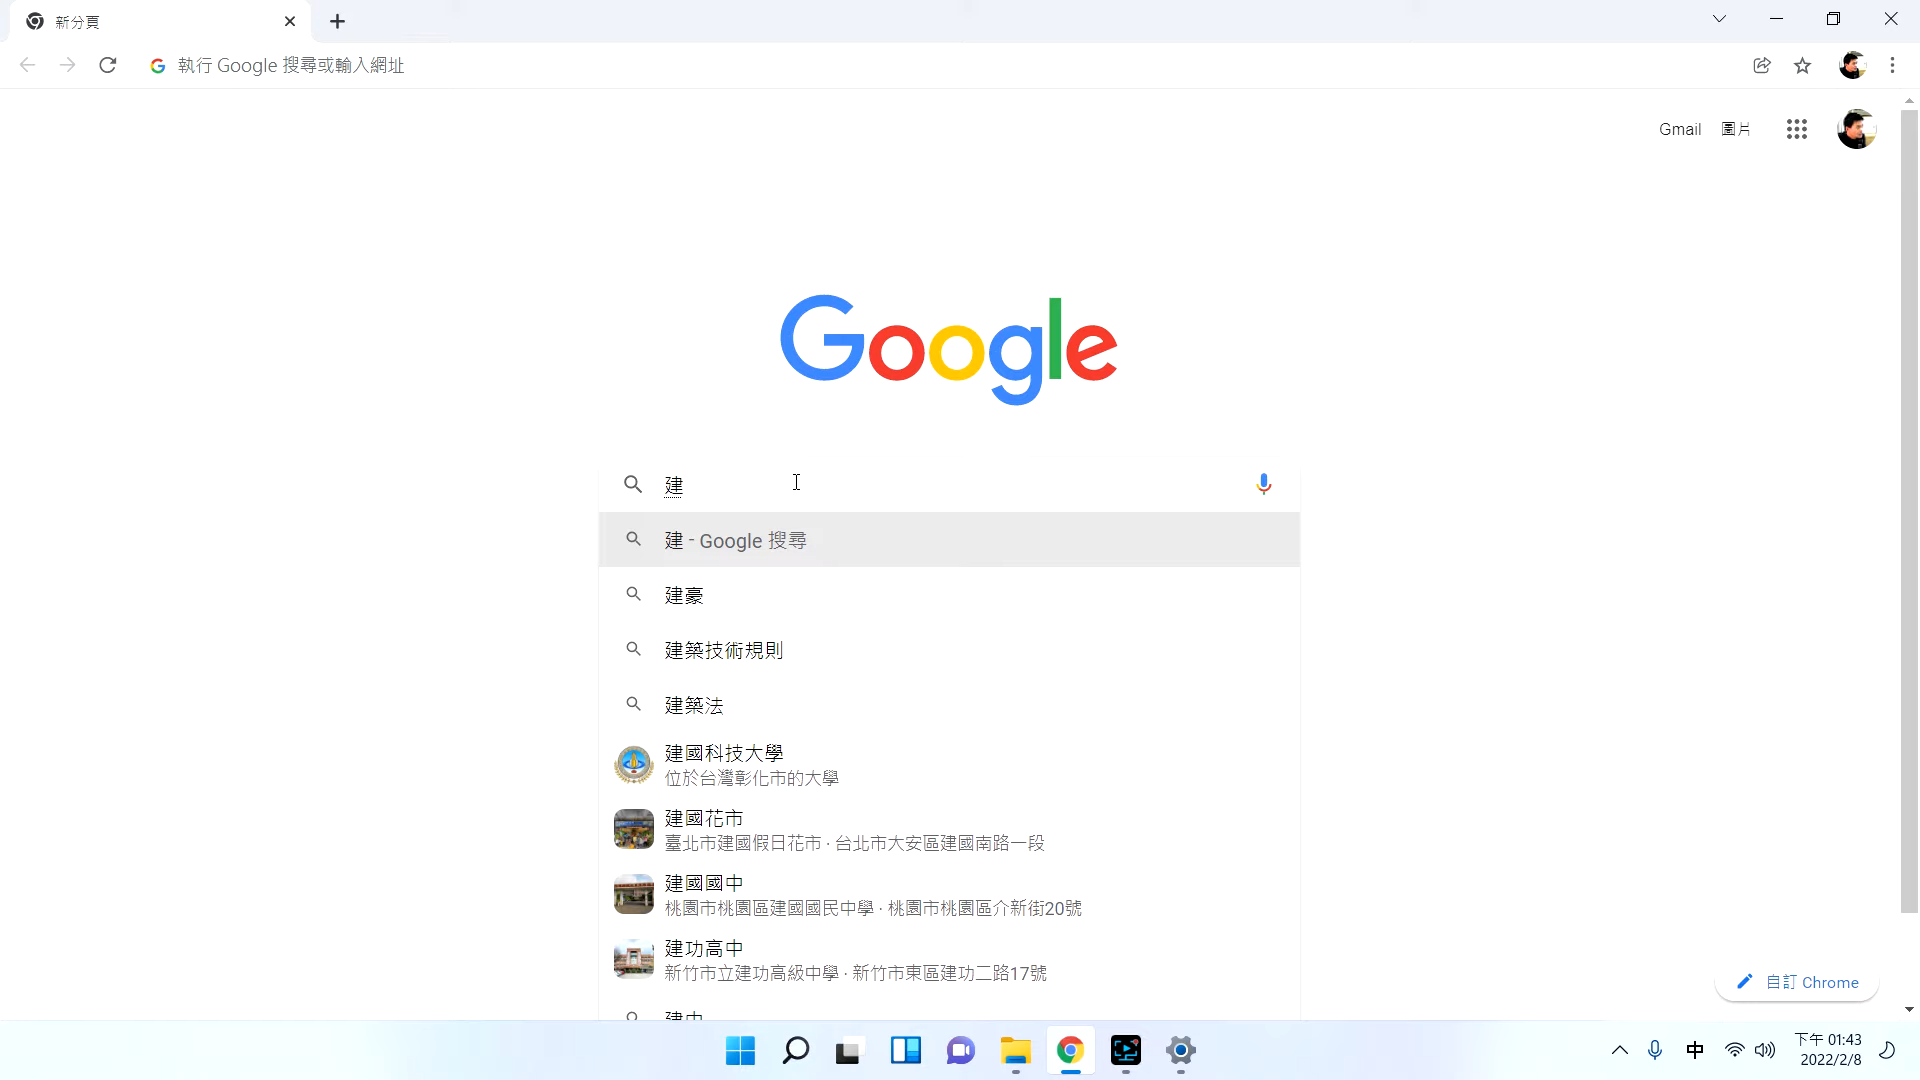 新分頁
執行 Google 搜尋或輸入網址
Gmail 圖片
Google
建
建 - Google 搜尋
建豪
建築技術規則
建築法
建國科技大學
位於台灣彰化市的大學
建國花市
臺北市建國假日花市 · 台北市大安區建國南路一段
建國國中
桃園市桃園區建國國民中學 · 桃園市桃園區介新街20號
建功高中
新竹市立建功高級中學 · 新竹市東區建功二路17號
建中
自訂 Chrome
中
下午 01:43
2022/2/8